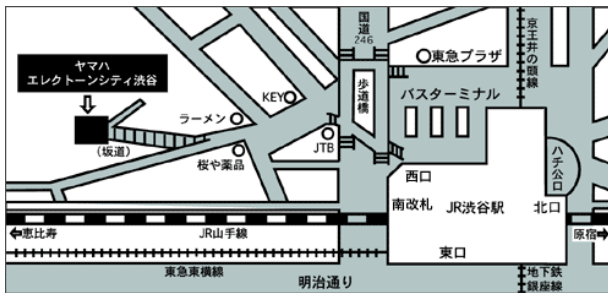 国道
246
京王井の頭線
ヤマハ
エレクトーンシティ渋谷
東急プラザ
KEY
歩道橋
バスターミナル
ラーメン
(坂道)
JTB
桜や薬品
ハチ公口
西口
南改札
JR渋谷駅
北口
←恵比寿
JR山手線
原宿→
東口
東急東横線
明治通り
地下鉄
銀座線